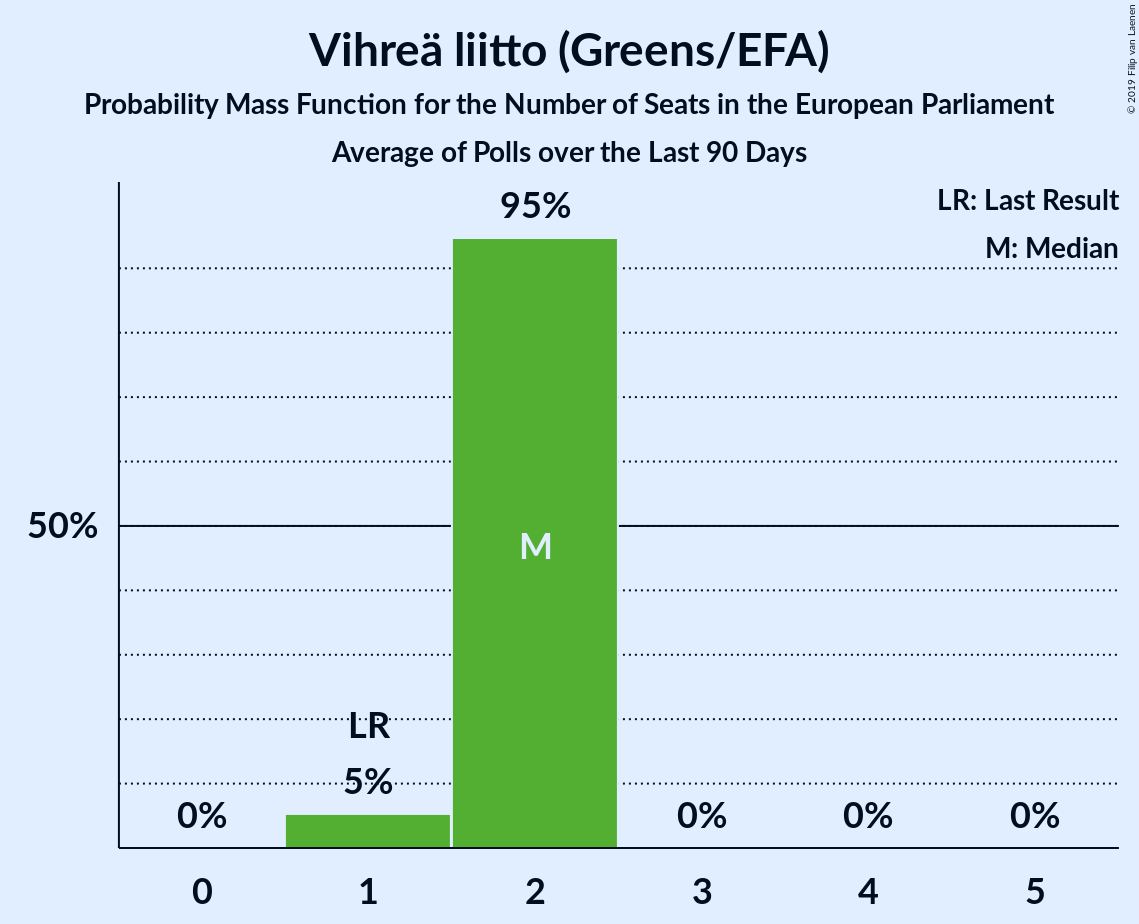 Vihreä liitto (Greens/EFA)
Probability Mass Function for the Number of Seats in the European Parliament
Average of Polls over the Last 90 Days
© 2019 Filip van Laenen
LR: Last Result
M: Median
95%
50%
M
LR
5%
0%
0%
0%
0%
0
1
2
3
4
5